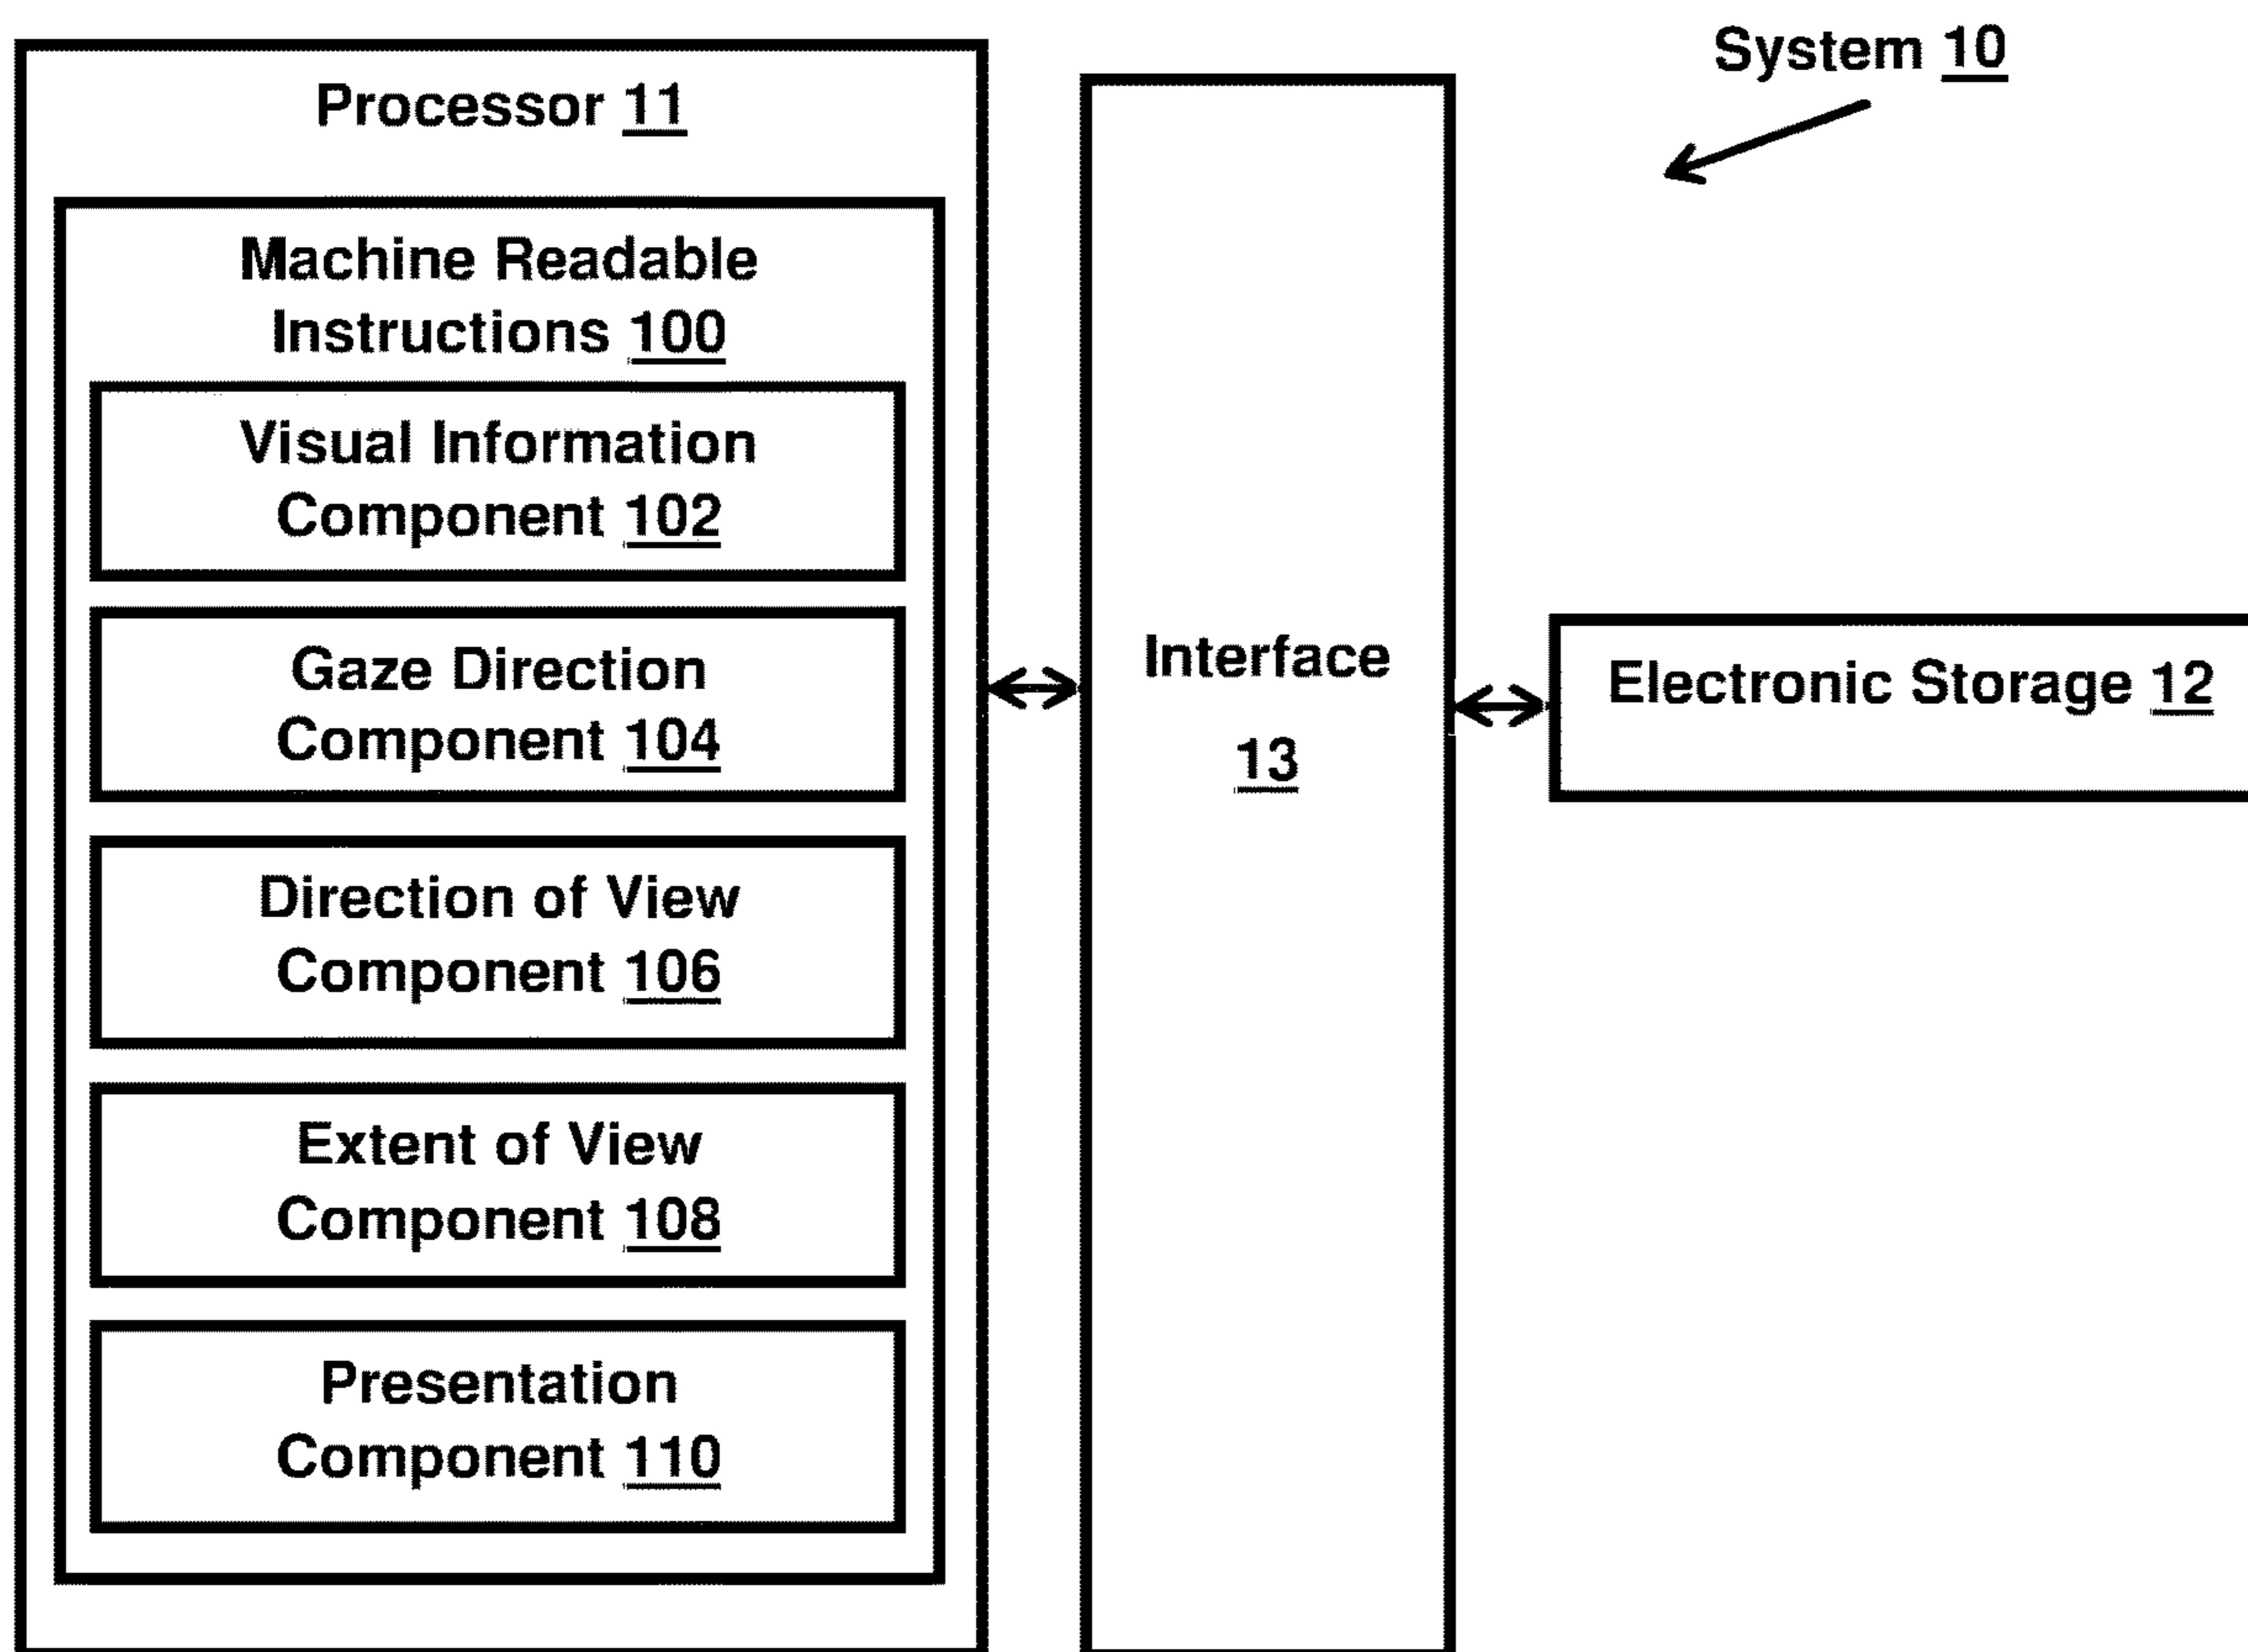 System 10
Processor 11
Machine Readable
Instructions 100
Visual Information
Component 102
Gaze Direction
Component 104
Direction of View
Component 106
Extent of View
Component 108
Presentation
Component 110
Interface
13
Electronic Storage 12